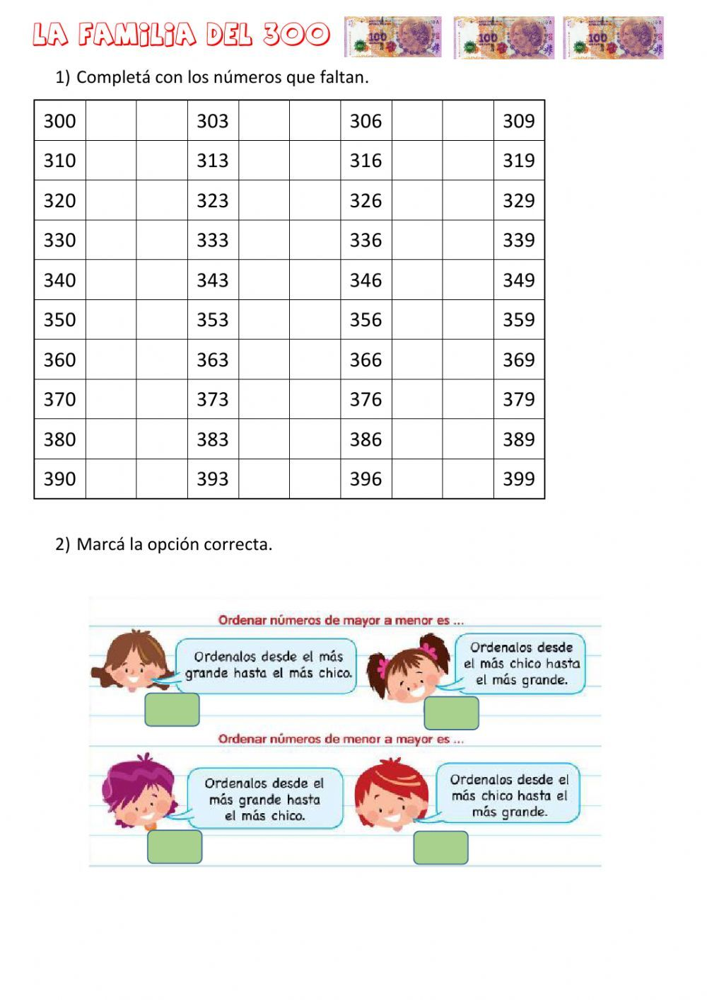 LA FAMILIA DEL 300
100 100 100
1) Completá con los números que faltan.
300 303 306 309
310 313 316 319
320 323 326 329
330 333 336 339
340 343 346 349
350 353 356 359
360 363 366 369
370 373 376 379
380 383 386 389
390 393 396 399
2) Marcá la opción correcta.
Ordenar números de mayor a menor es ...
Ordenalos desde el más
grande hasta el más chico.
Ordenalos desde
el más chico hasta
el más grande.
Ordenar números de menor a mayor es ...
Ordenalos desde el
más grande hasta
el más chico.
Ordenalos desde el
más chico hasta el
más grande.